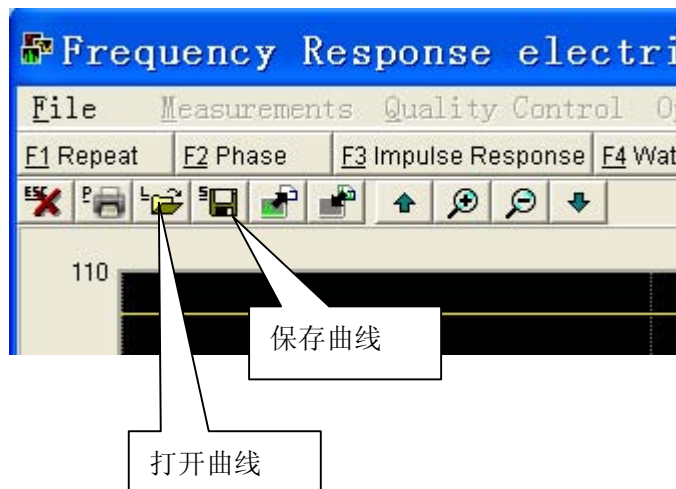 Frequency Response electri
File Measurements Quality Control O
F1 Repeat F2 Phase F3 Impulse Response F4 Wat
ESC P L S
110
保存曲线
打开曲线